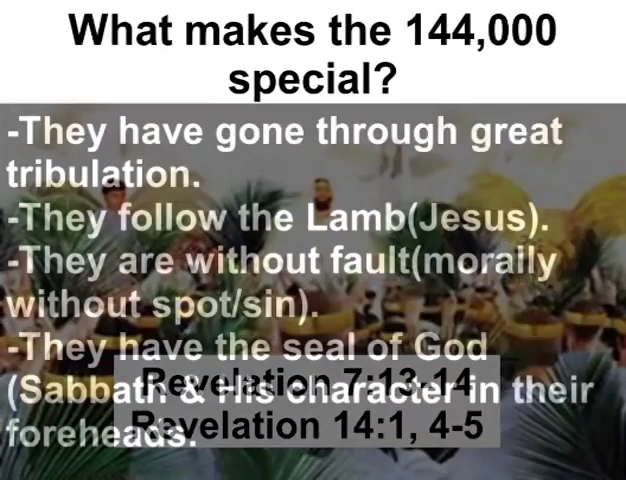 What makes the 144,000
special?
-They have gone through great
tribulation.
-They follow the Lamb(Jesus).
-They are without fault(morally
without spot/sin).
-They have the seal of God
(Sabbath & His character in their
foreheads.
Revelation 7:13-14
Revelation 14:1, 4-5